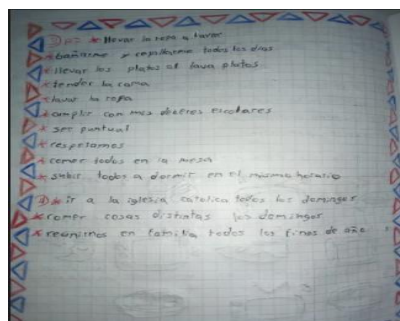 ③ R/= * llevar la ropa a lavar
* bañarme y cepillarme todos los dias
* llevar los platos al lava platos
* tender la cama
* lavar la ropa
* cumplir con mis deberes escolares
* ser puntual
* respetarnos
* comer todos en la mesa
* subir todos a dormir en el mismo horario
④ * ir a la iglesia catolica todos los domingos
* comer cosas distintas los domingos
* reunirnos en familia todos los fines de año